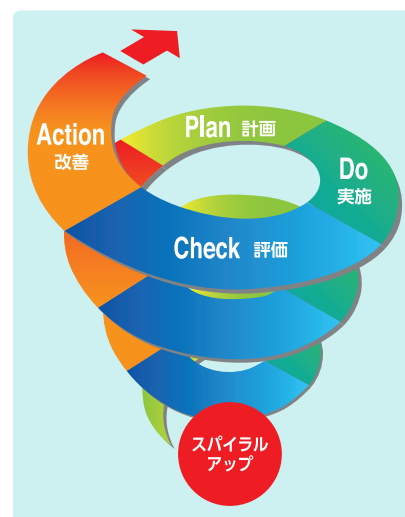 Plan 計画
Do
実施
Check 評価
Action
改善
スパイラル
アップ